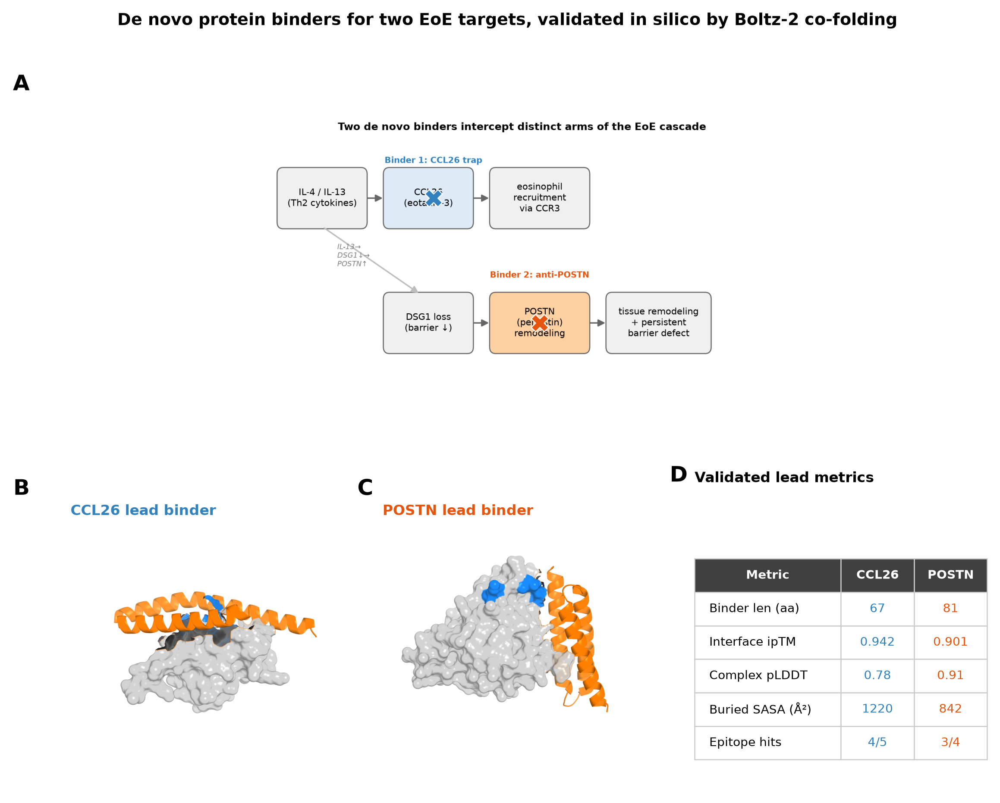 De novo protein binders for two EoE targets, validated in silico by Boltz-2 co-folding
A
Two de novo binders intercept distinct arms of the EoE cascade
Binder 1: CCL26 trap
IL-4 / IL-13
(Th2 cytokines)
CCL26
eosinophil
recruitment
via CCR3
IL-13→
DSG1↓→
POSTN↑
Binder 2: anti-POSTN
DSG1 loss
(barrier ↓)
POSTN
remodeling
tissue remodeling
+ persistent
barrier defect
B
CCL26 lead binder
C
POSTN lead binder
D Validated lead metrics
Metric CCL26 POSTN
Binder len (aa) 67 81
Interface ipTM 0.942 0.901
Complex pLDDT 0.78 0.91
Buried SASA (Å²) 1220 842
Epitope hits 4/5 3/4